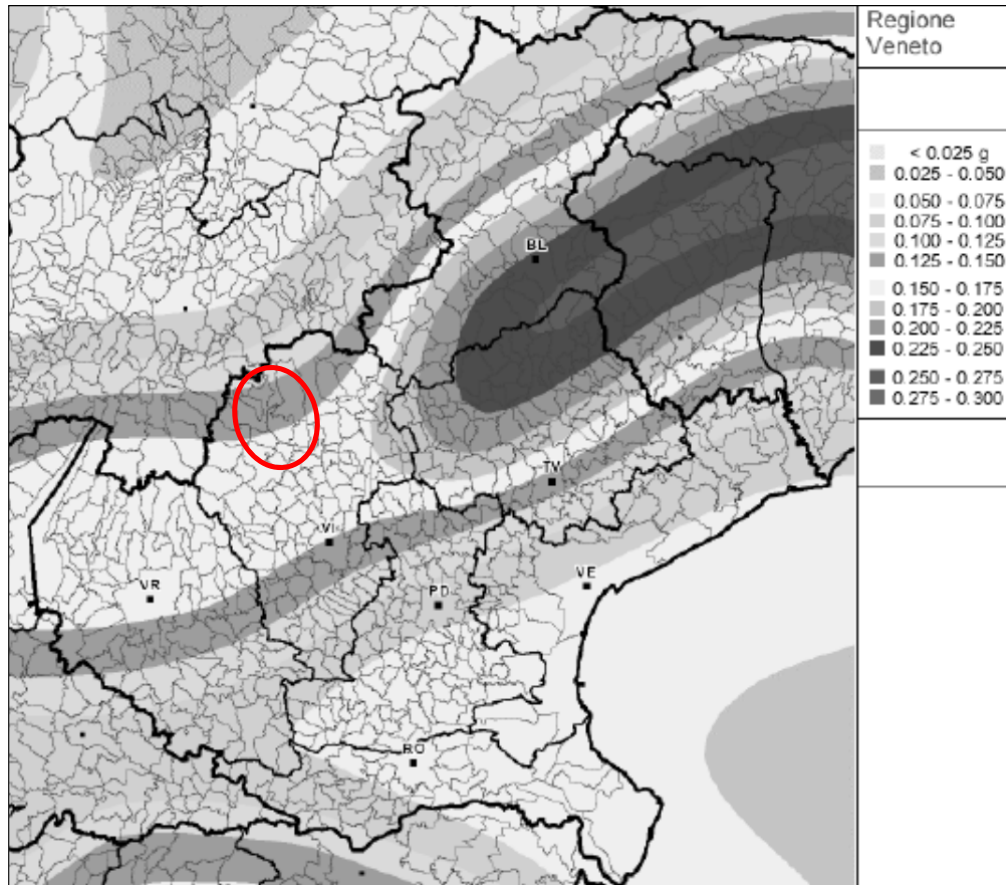 Regione
Veneto
< 0.025 g
0.025 - 0.050
0.050 - 0.075
0.075 - 0.100
0.100 - 0.125
0.125 - 0.150
0.150 - 0.175
0.175 - 0.200
0.200 - 0.225
0.225 - 0.250
0.250 - 0.275
0.275 - 0.300
BL
TV
VI
VE
VR
PD
RO